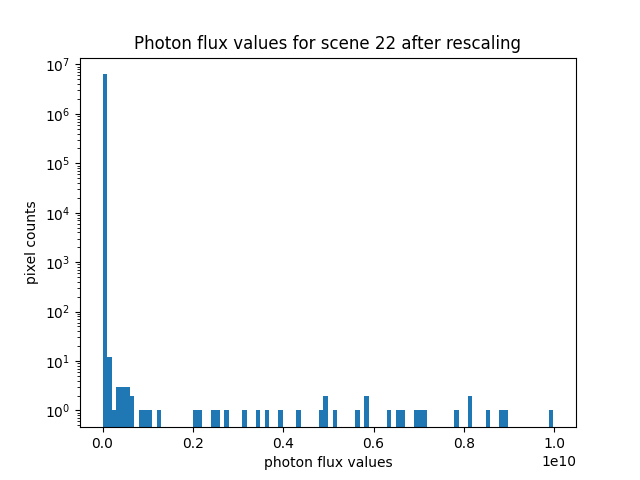 Photon flux values for scene 22 after rescaling
pixel counts
10⁷
10⁶
10⁵
10⁴
10³
10²
10¹
10⁰
0.0 0.2 0.4 0.6 0.8 1.0
1e10
photon flux values